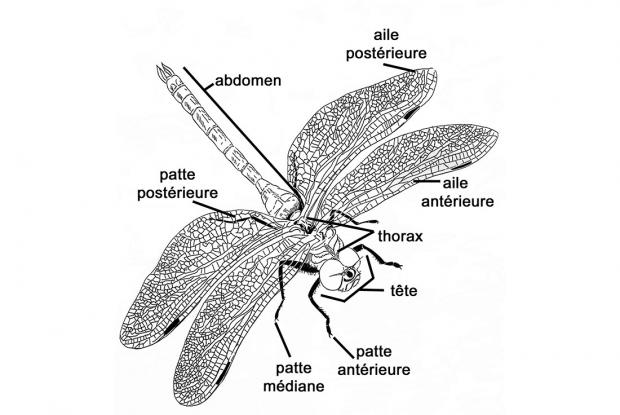 aile
postérieure
abdomen
patte
postérieure
aile
antérieure
thorax
tête
patte
médiane
patte
antérieure